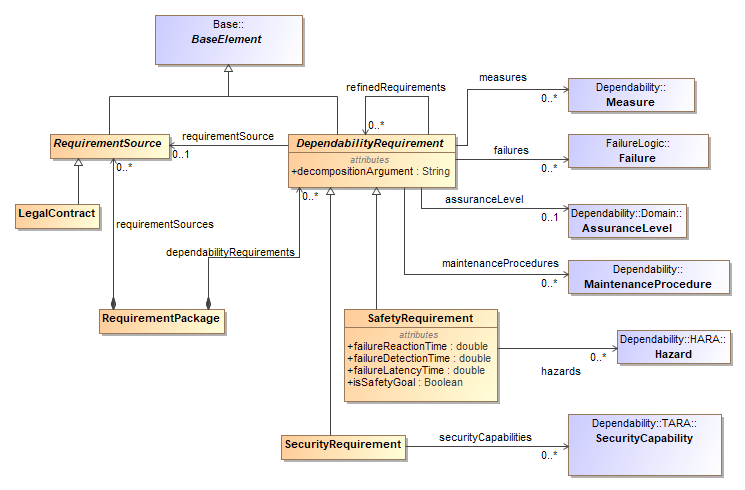 Base::
BaseElement
refinedRequirements
measures
0..*
Dependability::
Measure
0..*
RequirementSource
requirementSource
0..1
0..*
DependabilityRequirement
attributes
+decompositionArgument : String
0..*
failures
0..*
FailureLogic::
Failure
assuranceLevel
0..1
Dependability::Domain::
AssuranceLevel
LegalContract
requirementSources
dependabilityRequirements
maintenanceProcedures
0..*
Dependability::
MaintenanceProcedure
RequirementPackage
SafetyRequirement
attributes
+failureReactionTime : double
+failureDetectionTime : double
+failureLatencyTime : double
+isSafetyGoal : Boolean
hazards
0..*
Dependability::HARA::
Hazard
SecurityRequirement
securityCapabilities
0..*
Dependability::TARA::
SecurityCapability